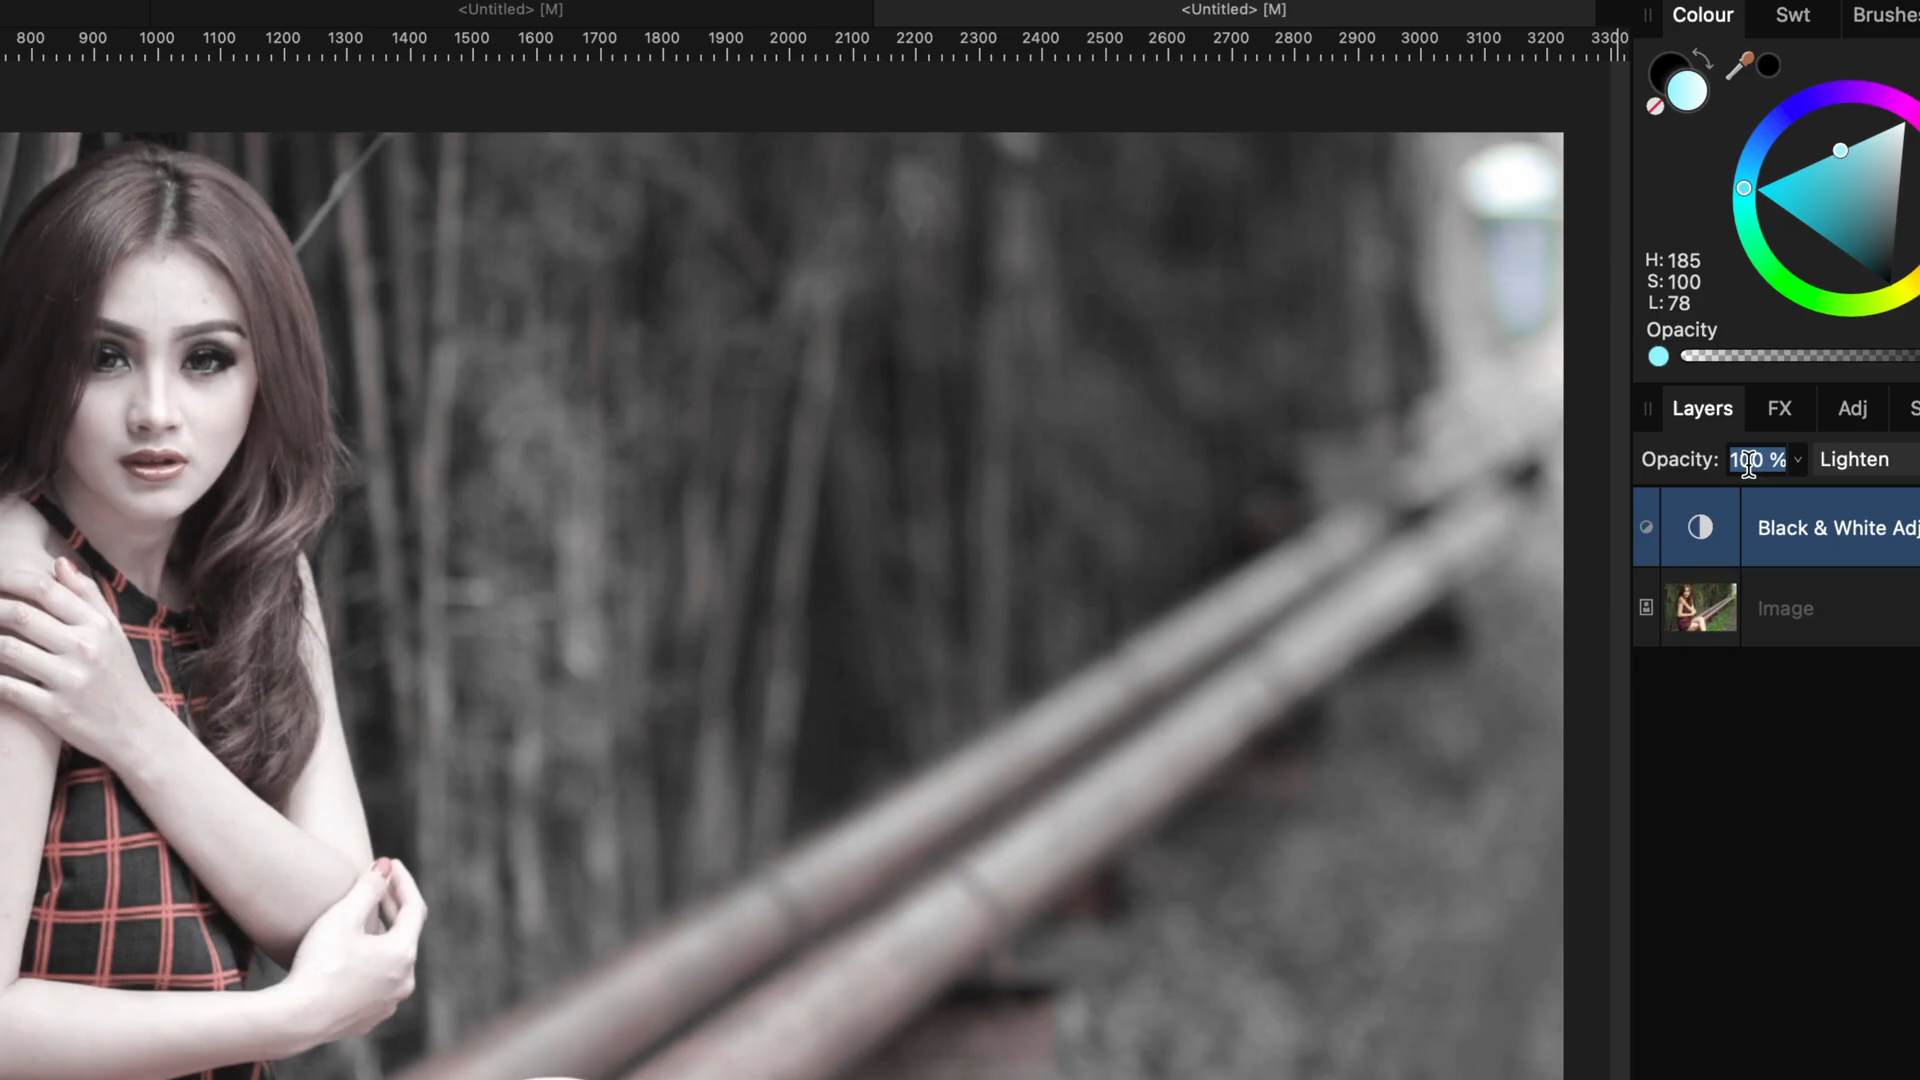 <Untitled> [M]
<Untitled> [M]
Colour
Swt
Brushes
800 900 1000 1100 1200 1300 1400 1500 1600 1700 1800 1900 2000 2100 2200 2300 2400 2500 2600 2700 2800 2900 3000 3100 3200 3300
H: 185
S: 100
L: 78
Opacity
Layers
FX
Adj
S
Opacity: 100 %
Lighten
Black & White Adj
Image